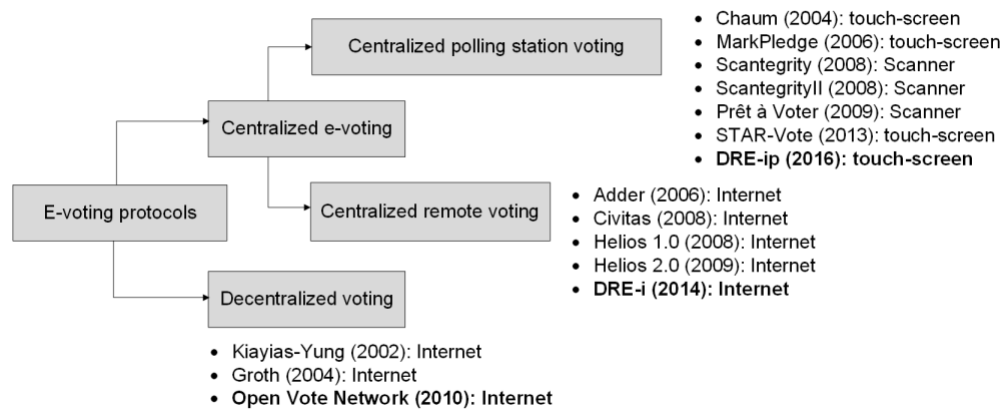 Centralized polling station voting
• Chaum (2004): touch-screen
• MarkPledge (2006): touch-screen
• Scantegrity (2008): Scanner
• ScantegrityII (2008): Scanner
• Prêt à Voter (2009): Scanner
• STAR-Vote (2013): touch-screen
• DRE-ip (2016): touch-screen
Centralized e-voting
E-voting protocols
Centralized remote voting
• Adder (2006): Internet
• Civitas (2008): Internet
• Helios 1.0 (2008): Internet
• Helios 2.0 (2009): Internet
• DRE-i (2014): Internet
Decentralized voting
• Kiayias-Yung (2002): Internet
• Groth (2004): Internet
• Open Vote Network (2010): Internet